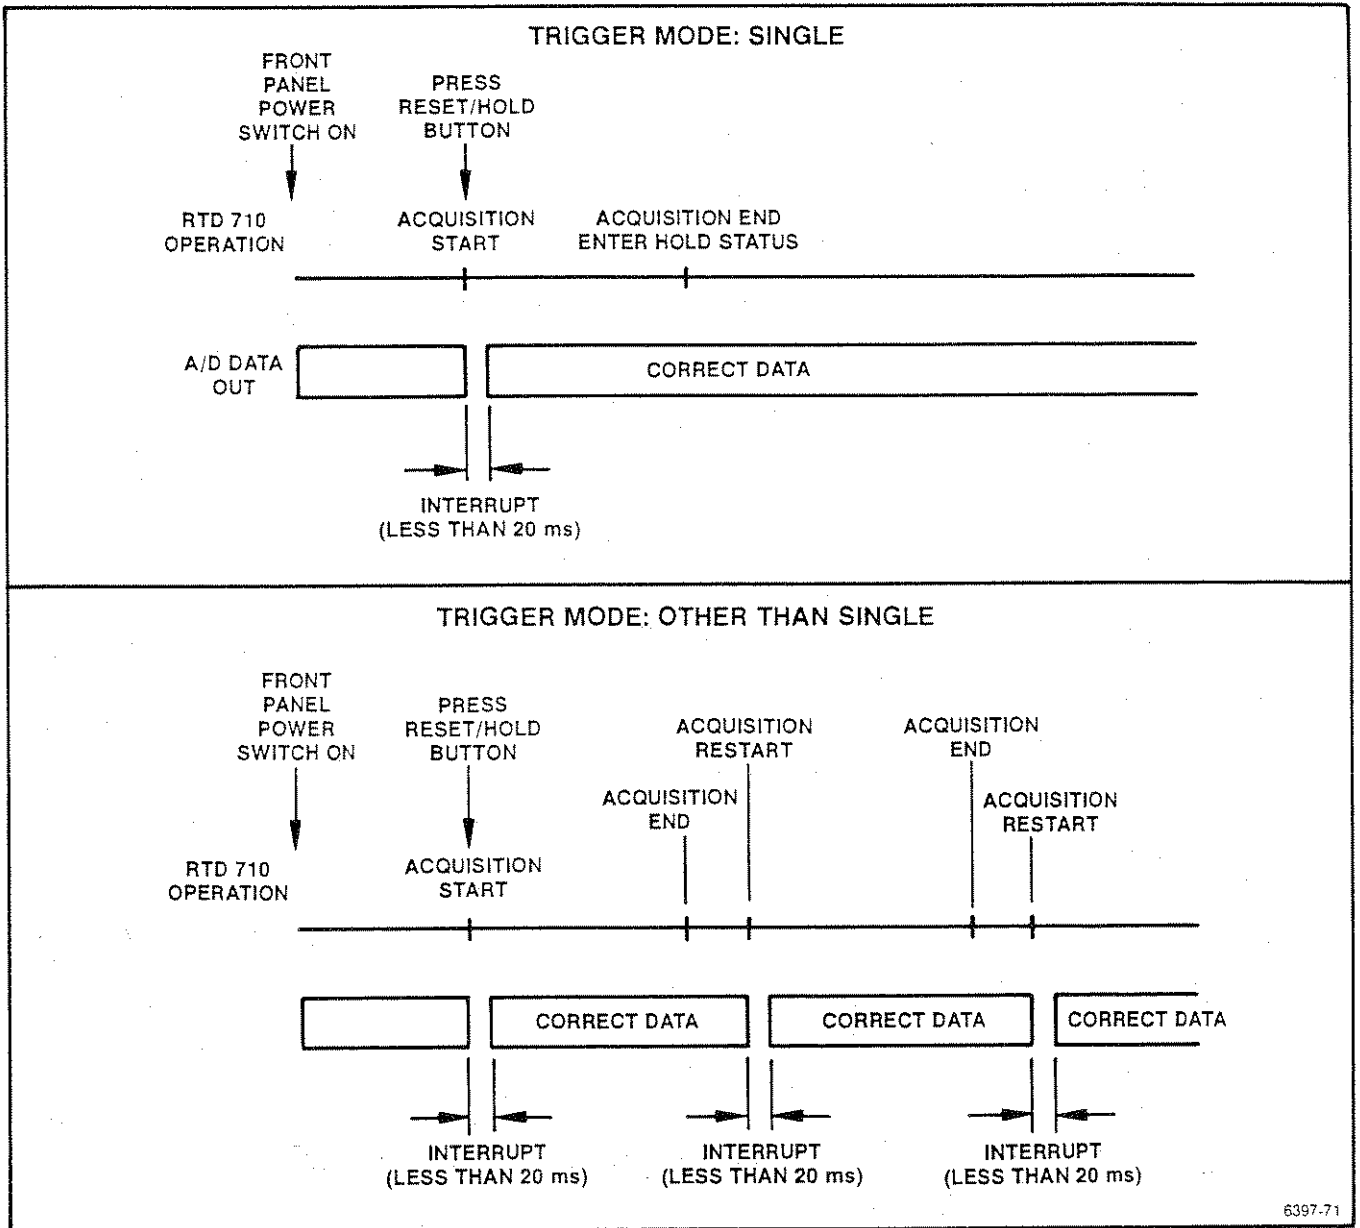 TRIGGER MODE: SINGLE
FRONT
PANEL
POWER
SWITCH ON
PRESS
RESET/HOLD
BUTTON
RTD 710
OPERATION
ACQUISITION
START
ACQUISITION END
ENTER HOLD STATUS
A/D DATA
OUT
CORRECT DATA
INTERRUPT
(LESS THAN 20 ms)
TRIGGER MODE: OTHER THAN SINGLE
FRONT
PANEL
POWER
SWITCH ON
PRESS
RESET/HOLD
BUTTON
ACQUISITION
RESTART
ACQUISITION
END
ACQUISITION
END
ACQUISITION
RESTART
RTD 710
OPERATION
ACQUISITION
START
CORRECT DATA
CORRECT DATA
CORRECT DATA
INTERRUPT
(LESS THAN 20 ms)
INTERRUPT
(LESS THAN 20 ms)
INTERRUPT
(LESS THAN 20 ms)
6397-71